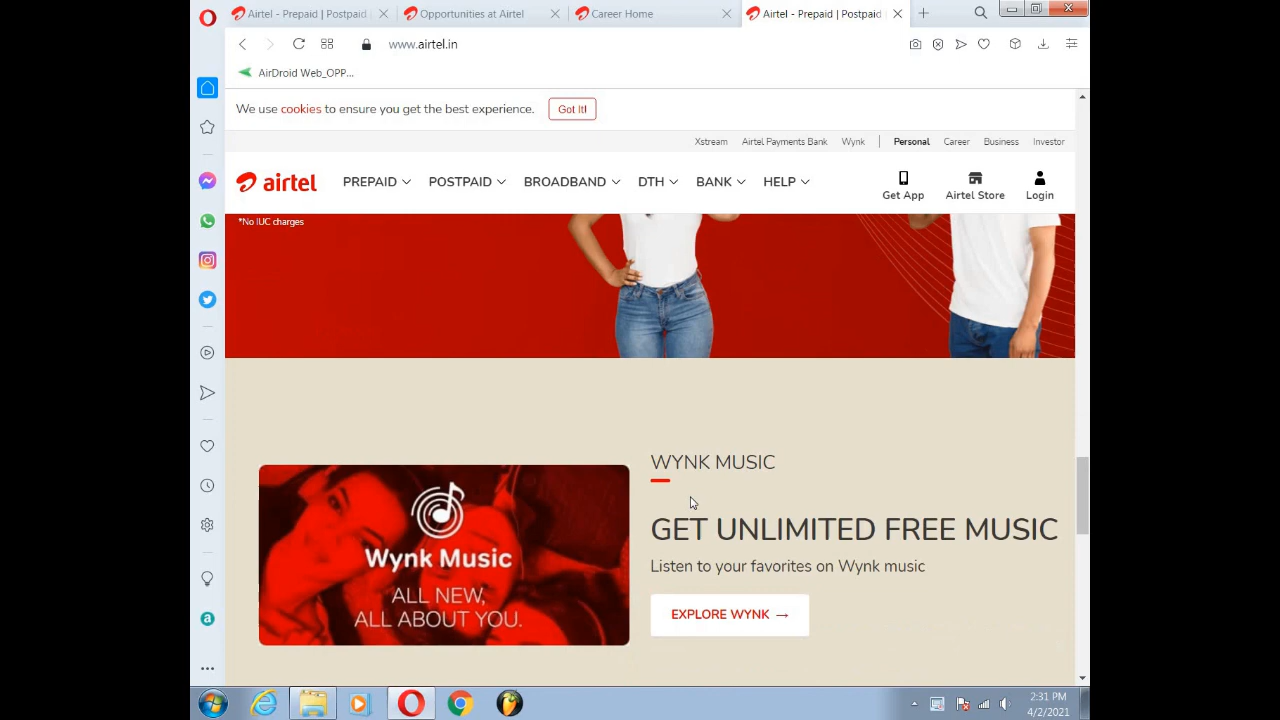 Airtel - Prepaid | Postpaid
Opportunities at Airtel
Career Home
Airtel - Prepaid | Postpaid
www.airtel.in
AirDroid Web_OPP...
We use cookies to ensure you get the best experience. Got It!
Xstream Airtel Payments Bank Wynk Personal Career Business Investor
airtel PREPAID POSTPAID BROADBAND DTH BANK HELP
Get App Airtel Store Login
*No IUC charges
WYNK MUSIC
Wynk Music
ALL NEW,
ALL ABOUT YOU.
GET UNLIMITED FREE MUSIC
Listen to your favorites on Wynk music
EXPLORE WYNK →
2:31 PM
4/2/2021